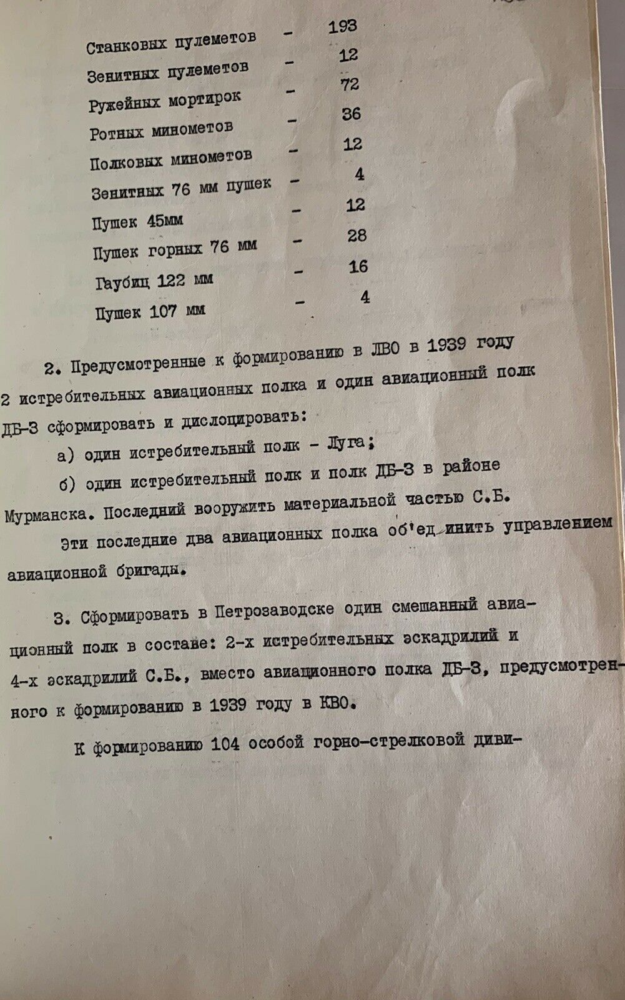 Станковых пулеметов - 193
Зенитных пулеметов - 12
Ружейных мортирок - 72
Ротных минометов - 36
Полковых минометов - 12
Зенитных 76 мм пушек - 4
Пушек 45мм - 12
Пушек горных 76 мм - 28
Гаубиц 122 мм - 16
Пушек 107 мм - 4
2. Предусмотренные к формированию в ЛВО в 1939 году
2 истребительных авиационных полка и один авиационный полк
ДБ-3 сформировать и дислоцировать:
а) один истребительный полк - Луга;
б) один истребительный полк и полк ДБ-3 в районе
Мурманска. Последний вооружить материальной частью С.Б.
Эти последние два авиационных полка об'единить управлением
авиационной бригады.
3. Сформировать в Петрозаводске один смешанный авиа-
ционный полк в составе: 2-х истребительных эскадрилий и
4-х эскадрилий С.Б., вместо авиационного полка ДБ-3, предусмотрен-
ного к формированию в 1939 году в КВО.
К формированию 104 особой горно-стрелковой диви-